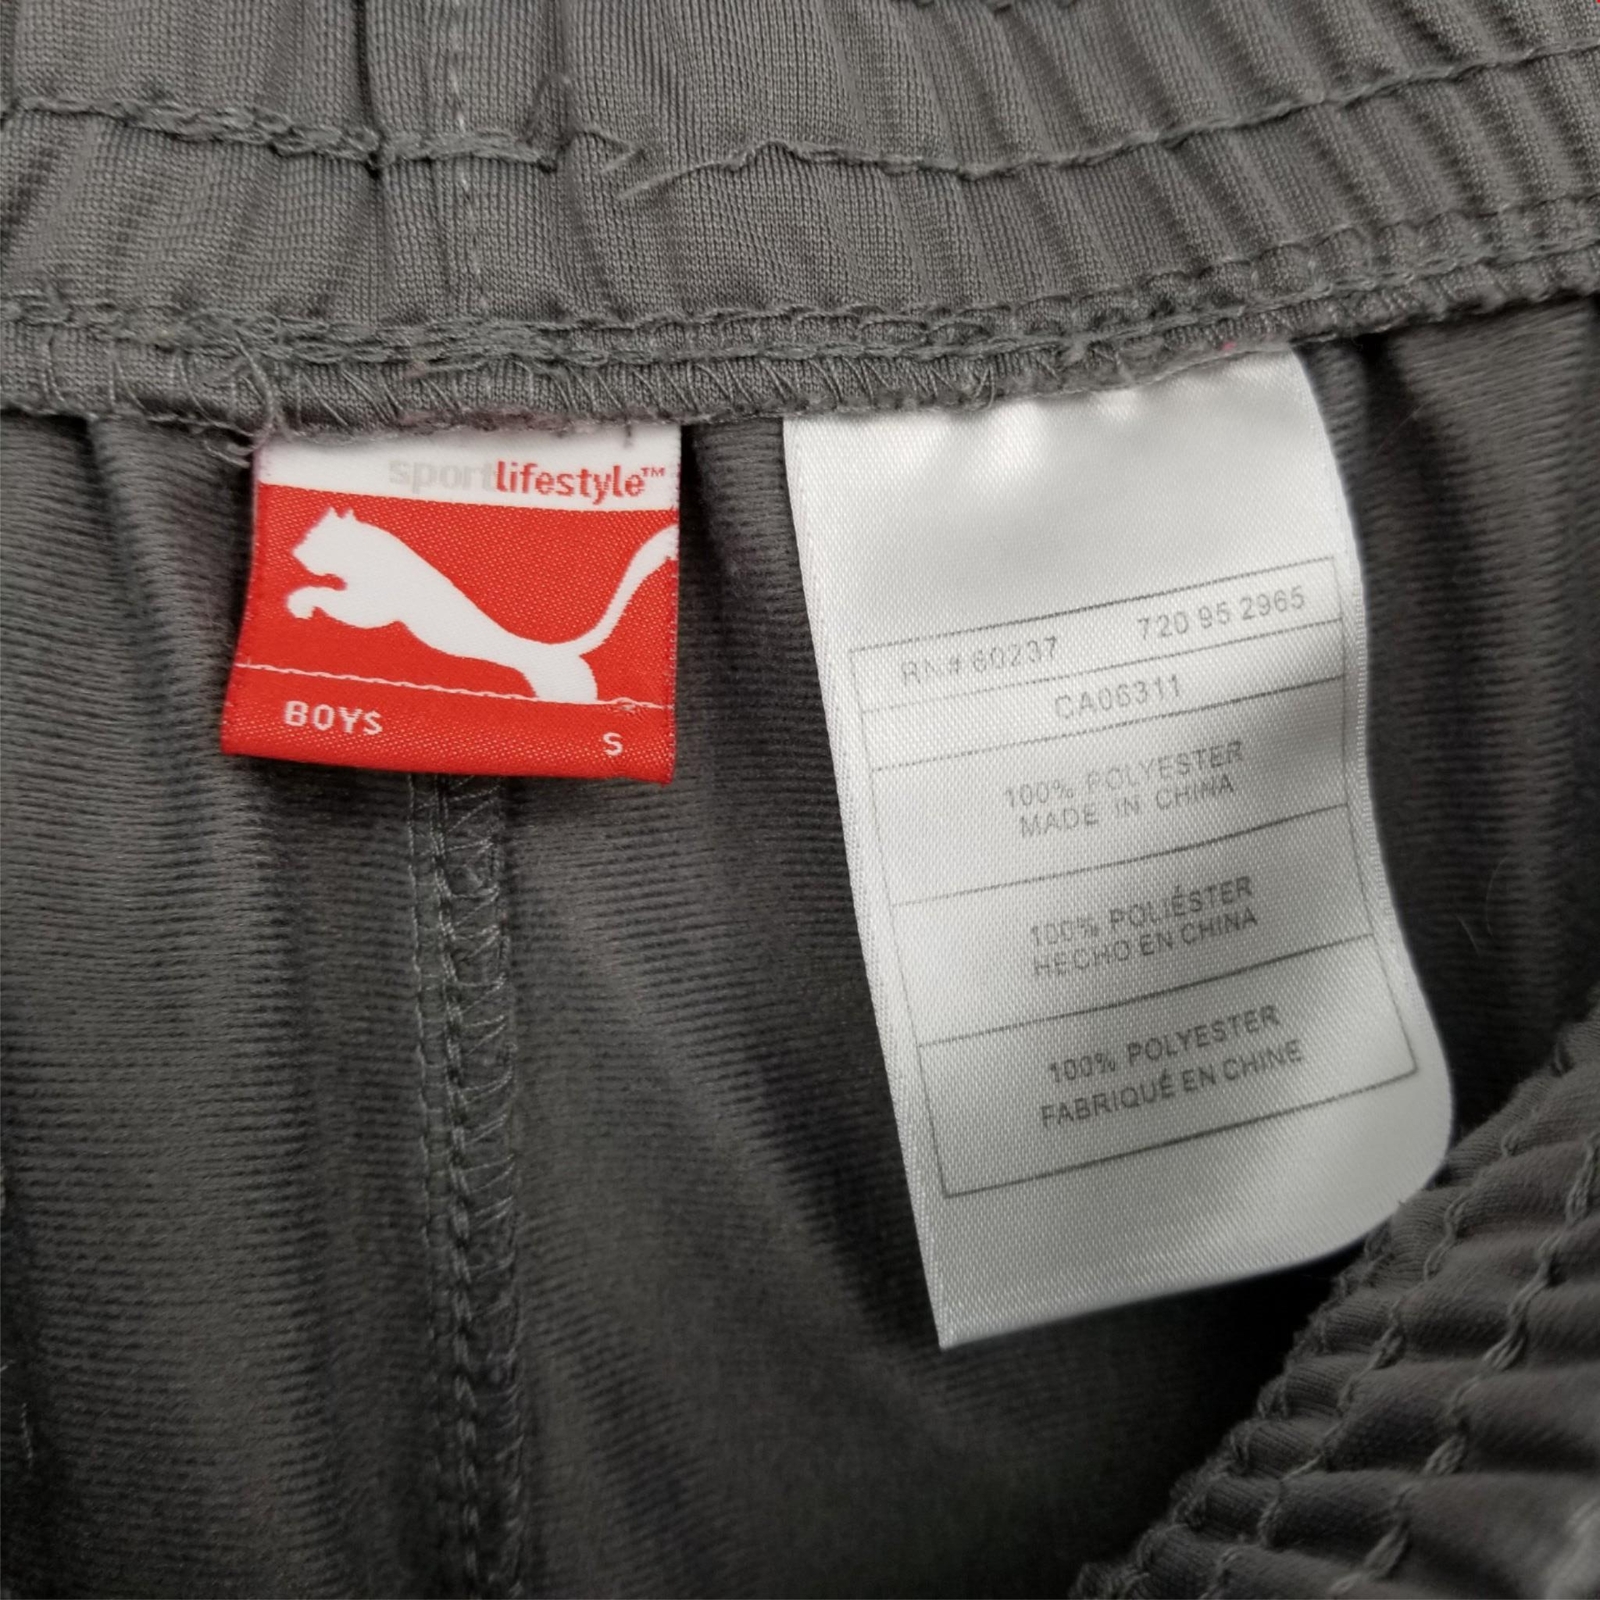 sportlifestyle™
BOYS
S
RN# 60237 720 95 2965
CA06311
100% POLYESTER
MADE IN CHINA
100% POLIÉSTER
HECHO EN CHINA
100% POLYESTER
FABRIQUÉ EN CHINE